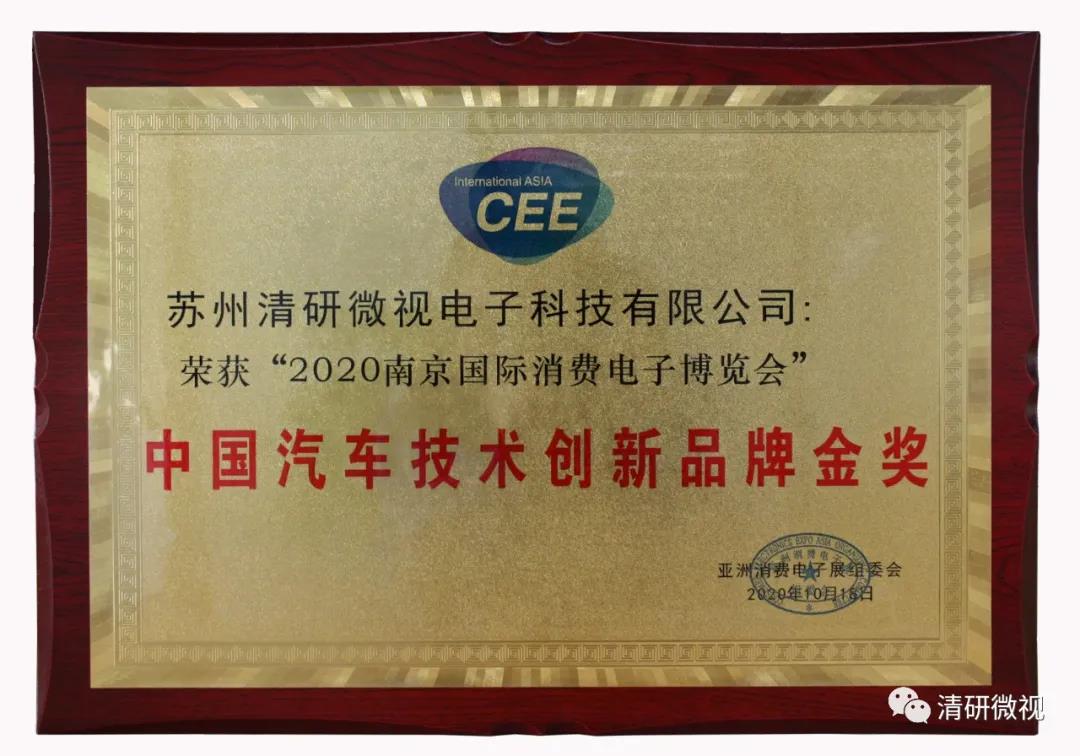 International ASIA
CEE
苏州清研微视电子科技有限公司:
荣获“2020南京国际消费电子博览会”
中国汽车技术创新品牌金奖
亚洲消费电子展组委会
2020年10月16日
清研微视